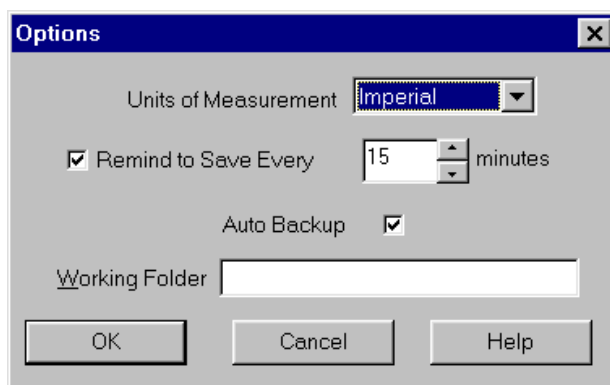 Options
Units of Measurement Imperial
Remind to Save Every 15 minutes
Auto Backup
Working Folder
OK Cancel Help